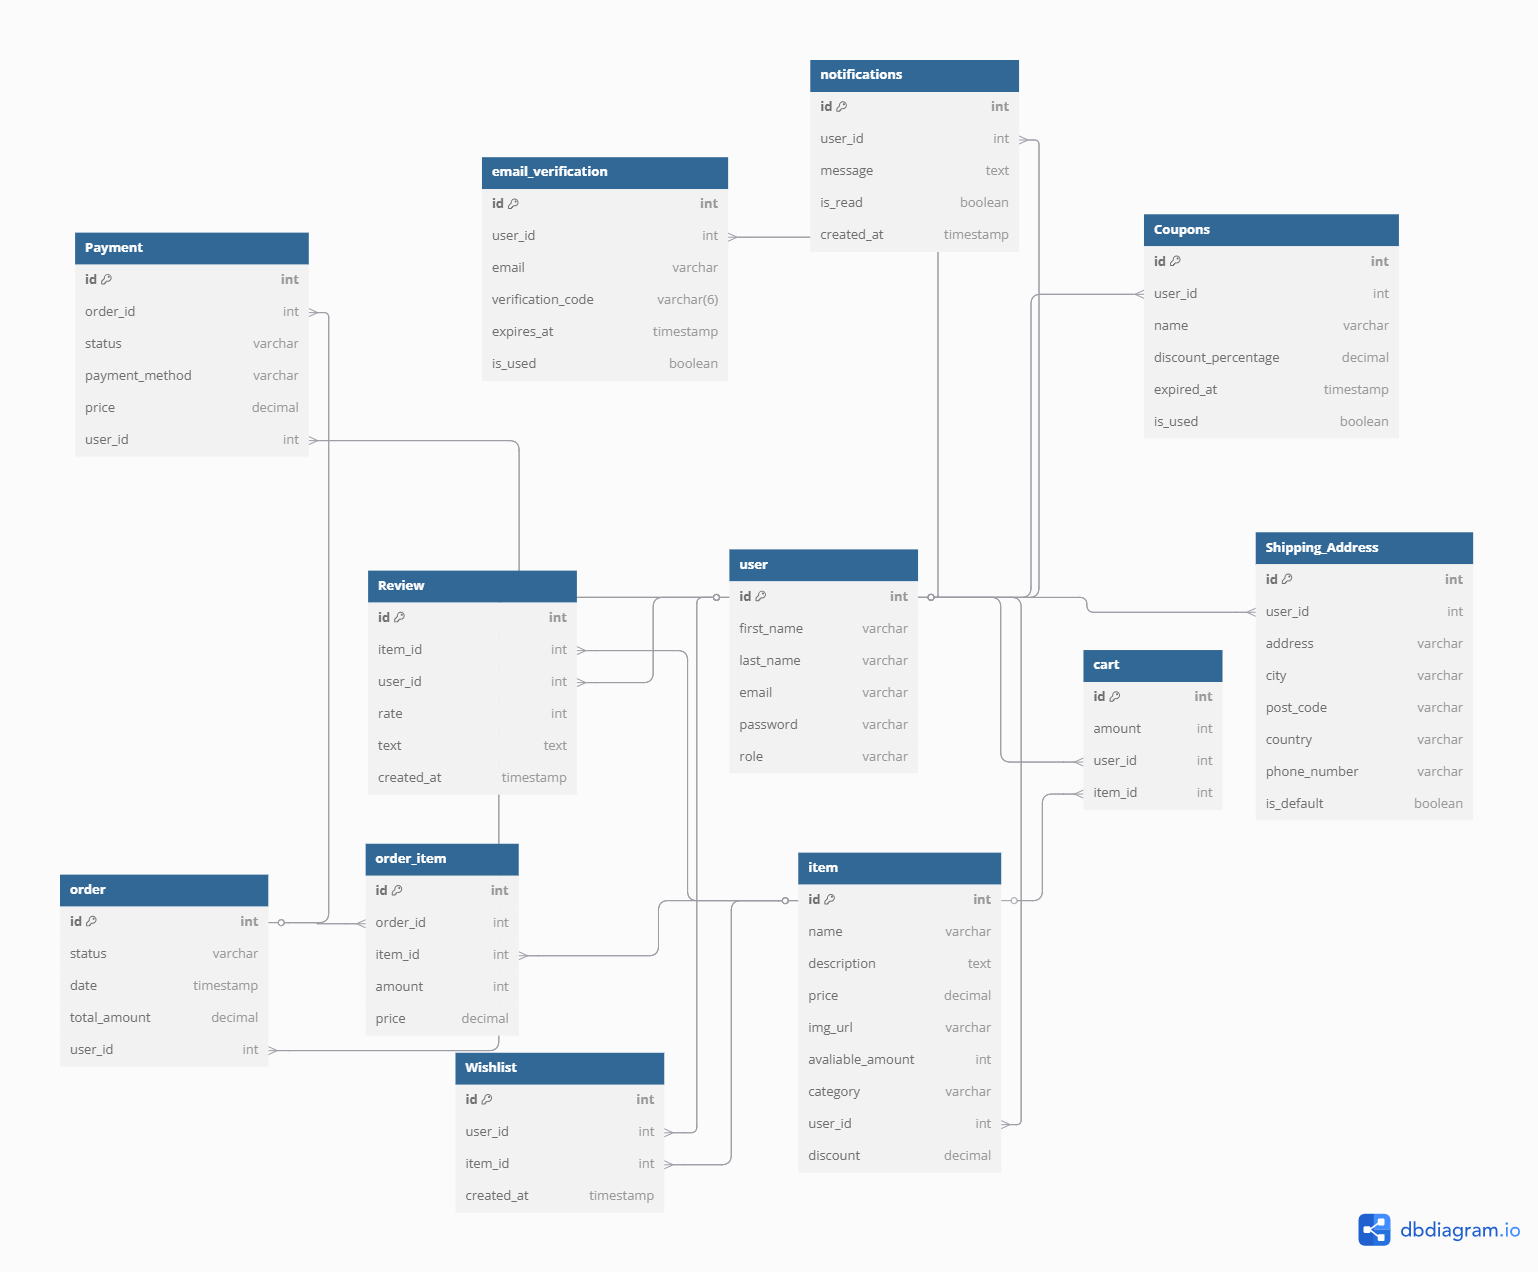 notifications
id int
user_id int
message text
is_read boolean
created_at timestamp
email_verification
id int
user_id int
email varchar
verification_code varchar(6)
expires_at timestamp
is_used boolean
Coupons
id int
user_id int
name varchar
discount_percentage decimal
expired_at timestamp
is_used boolean
Payment
id int
order_id int
status varchar
payment_method varchar
price decimal
user_id int
Shipping_Address
id int
user_id int
address varchar
city varchar
post_code varchar
country varchar
phone_number varchar
is_default boolean
user
id int
first_name varchar
last_name varchar
email varchar
password varchar
role varchar
Review
id int
item_id int
user_id int
rate int
text text
created_at timestamp
cart
id int
amount int
user_id int
item_id int
order_item
id int
order_id int
item_id int
amount int
price decimal
item
id int
name varchar
description text
price decimal
img_url varchar
avaliable_amount int
category varchar
user_id int
discount decimal
order
id int
status varchar
date timestamp
total_amount decimal
user_id int
Wishlist
id int
user_id int
item_id int
created_at timestamp
dbdiagram.io